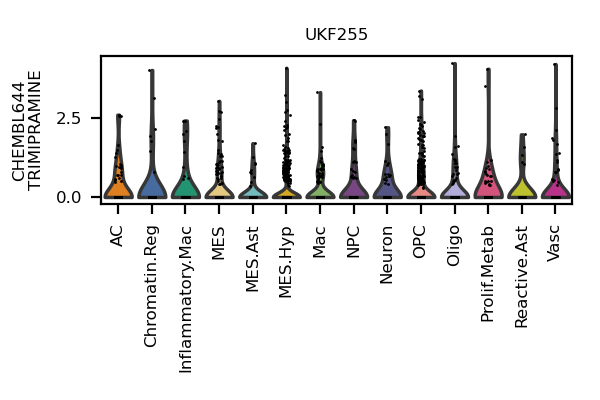 UKF255
CHEMBL644
TRIMIPRAMINE
2.5
0.0
AC
Chromatin.Reg
Inflammatory.Mac
MES
MES.Ast
MES.Hyp
Mac
NPC
Neuron
OPC
Oligo
Prolif.Metab
Reactive.Ast
Vasc